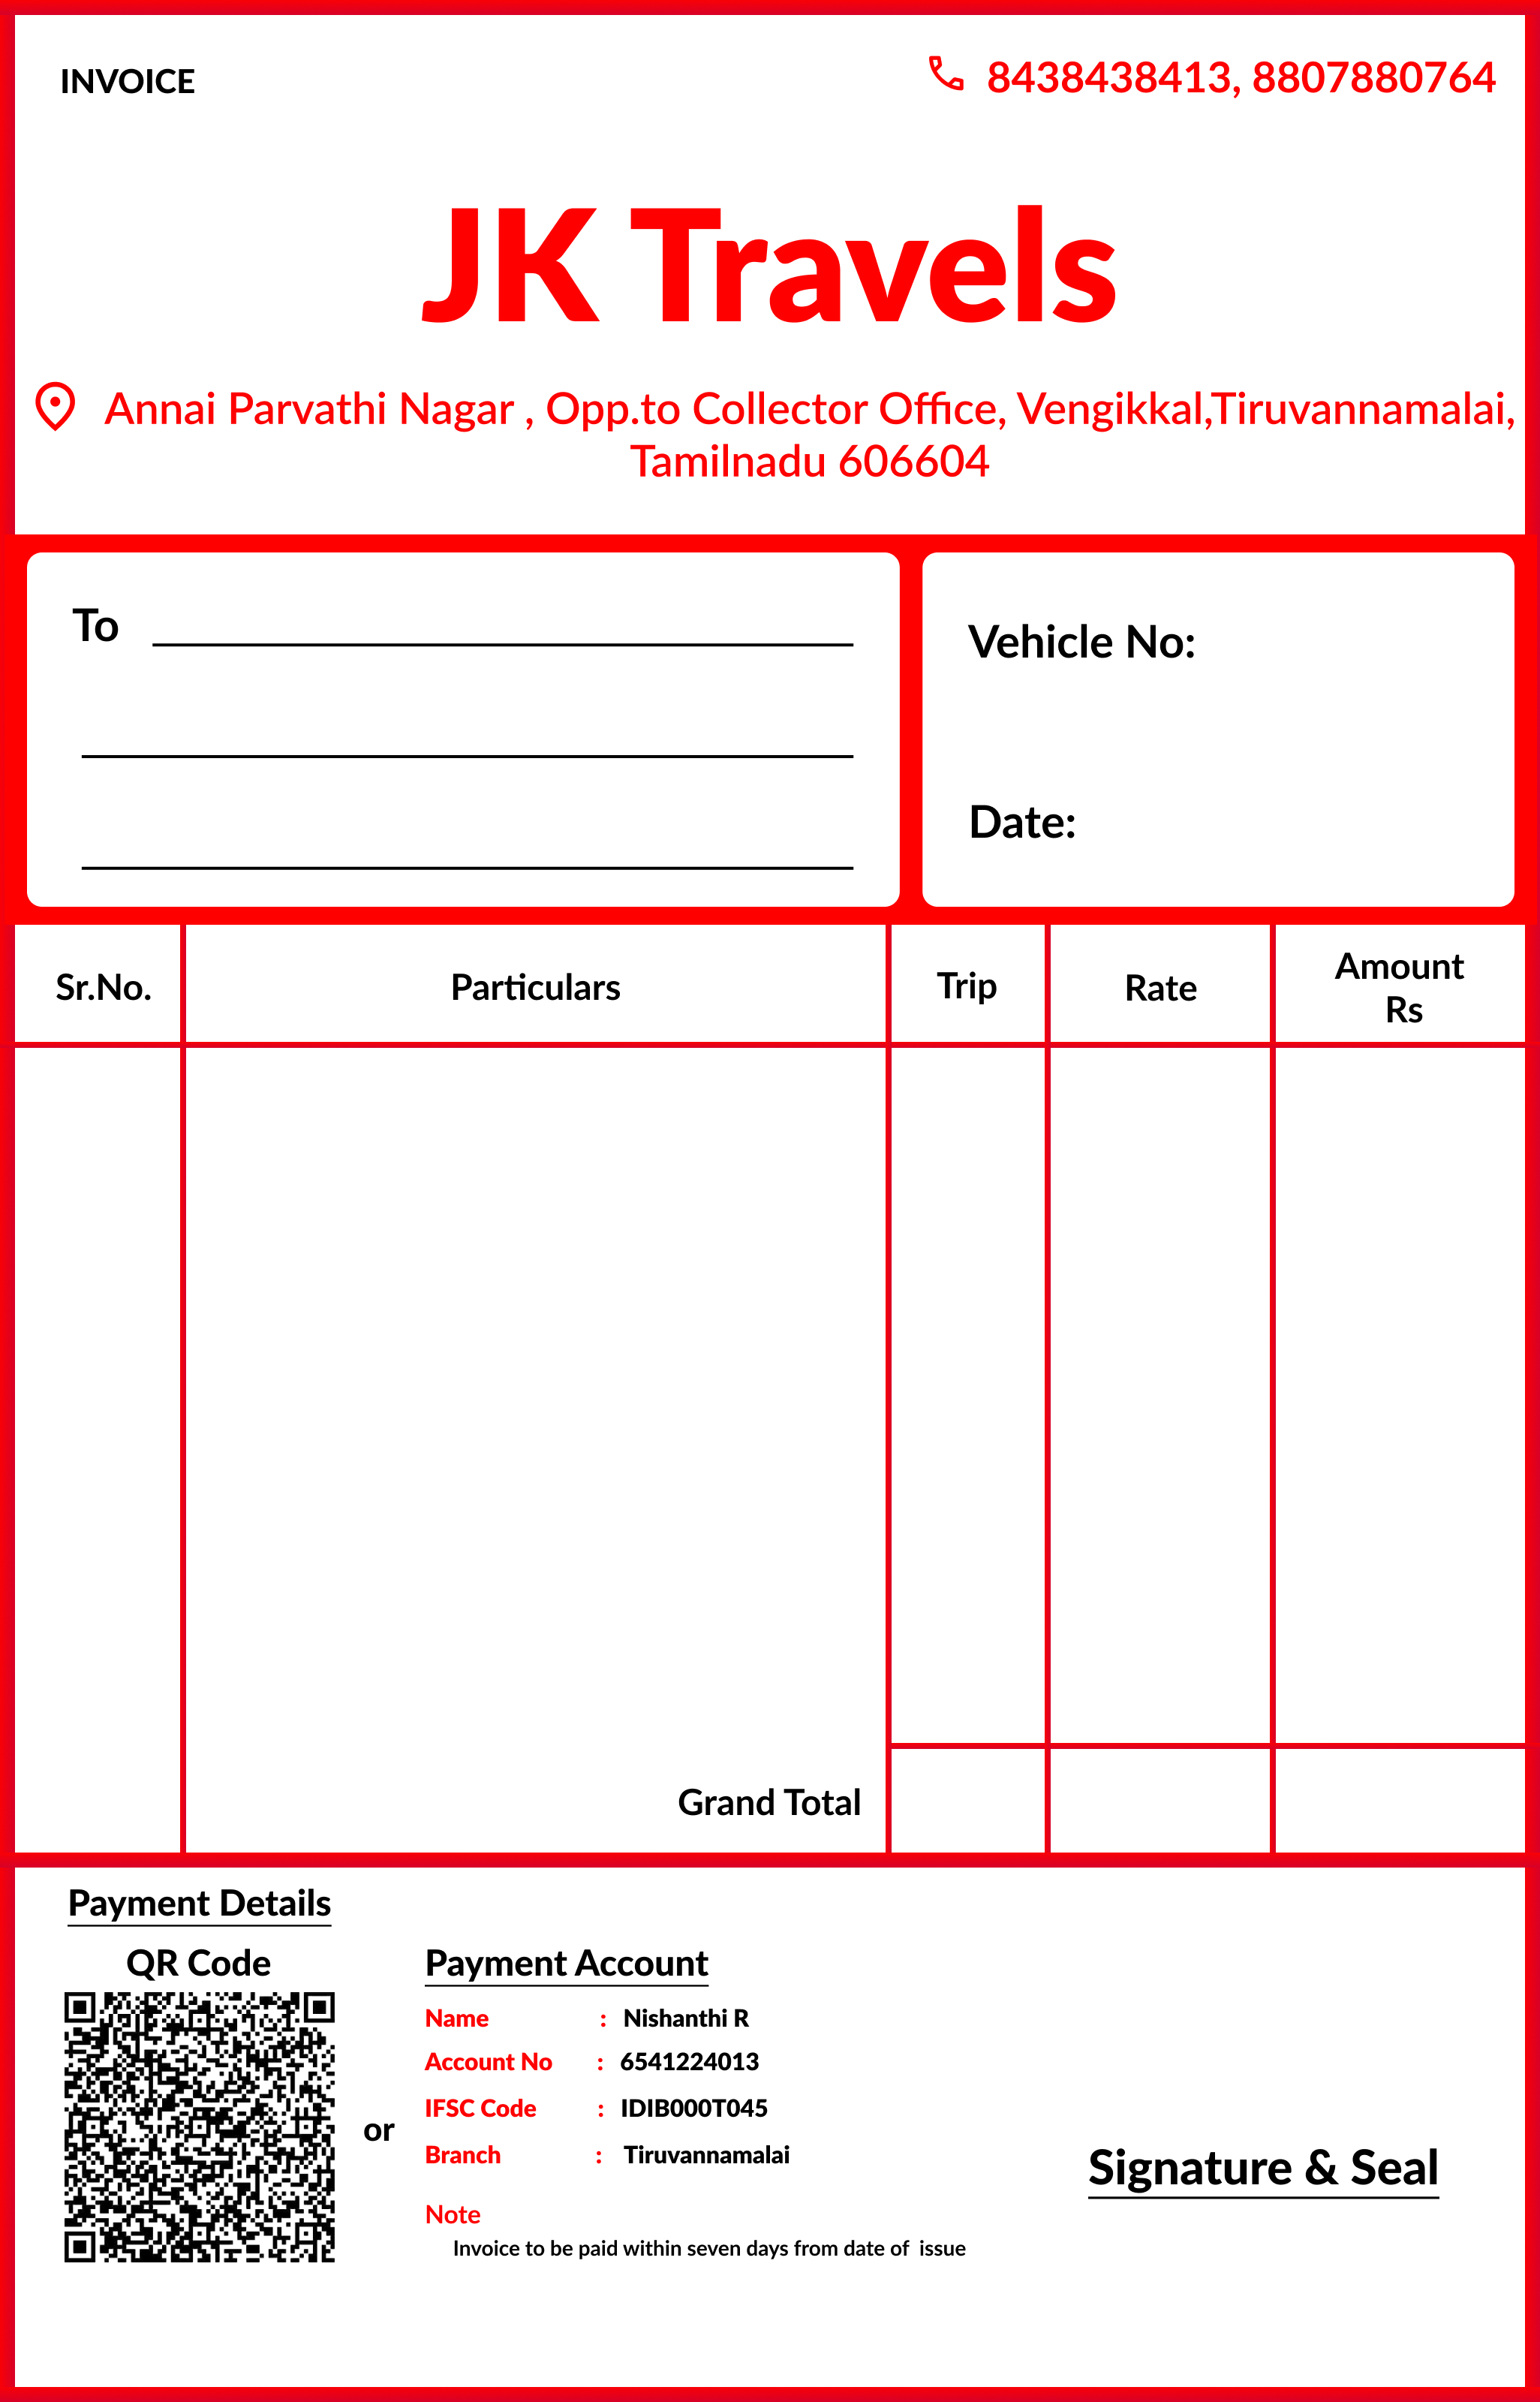 INVOICE
8438438413, 8807880764
JK Travels
Annai Parvathi Nagar , Opp.to Collector Office, Vengikkal,Tiruvannamalai,
Tamilnadu 606604
To
Vehicle No:
Date:
Sr.No.
Particulars
Trip
Rate
Amount
Rs
Grand Total
Payment Details
QR Code
or
Payment Account
Name : Nishanthi R
Account No : 6541224013
IFSC Code : IDIB000T045
Branch : Tiruvannamalai
Note
Invoice to be paid within seven days from date of issue
Signature & Seal